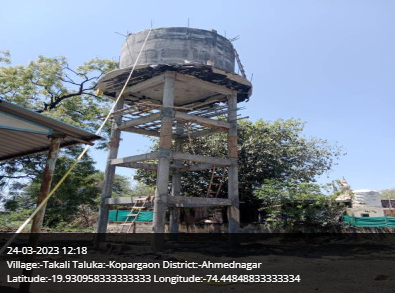 24-03-2023 12:18
Village:-Takali Taluka:-Kopargaon District:-Ahmednagar
Latitude:-19.930958333333333 Longitude:-74.44848833333334